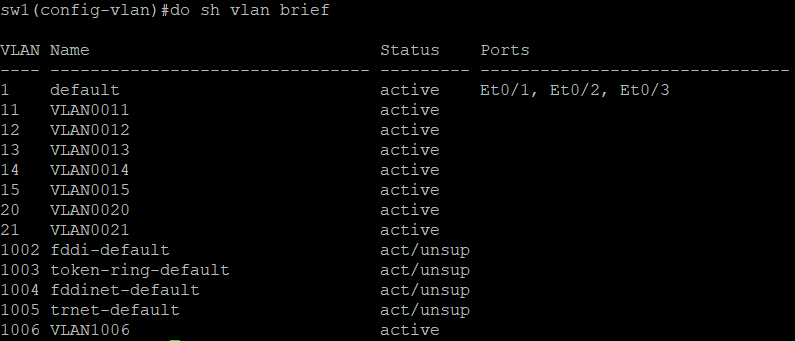 sw1(config-vlan)#do sh vlan brief
VLAN Name                             Status    Ports
---- -------------------------------- --------- -------------------------------
1    default                          active    Et0/1, Et0/2, Et0/3
11   VLAN0011                         active
12   VLAN0012                         active
13   VLAN0013                         active
14   VLAN0014                         active
15   VLAN0015                         active
20   VLAN0020                         active
21   VLAN0021                         active
1002 fddi-default                     act/unsup
1003 token-ring-default               act/unsup
1004 fddinet-default                  act/unsup
1005 trnet-default                    act/unsup
1006 VLAN1006                         active